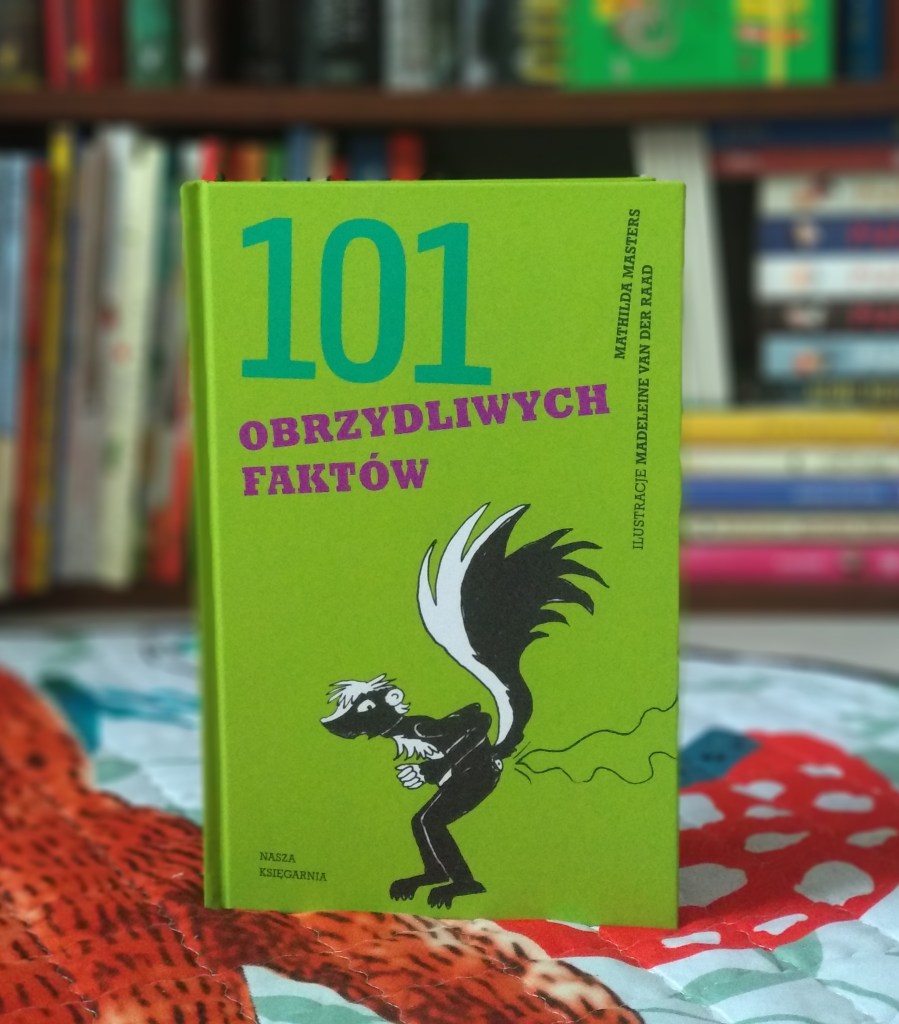 101
OBRZYDLIWYCH
FAKTÓW
MATHILDA MASTERS
ILUSTRACJE MADELEINE VAN DER RAAD
NASZA
KSIĘGARNIA